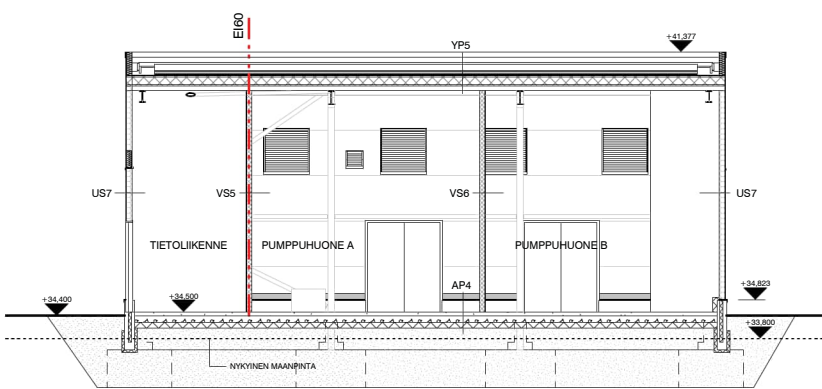 EI60
YP5
+41,377
US7
VS5
VS6
US7
TIETOLIIKENNE
PUMPPUHUONE A
PUMPPUHUONE B
AP4
+34,400
+34,500
+34,823
+33,800
NYKYINEN MAANPINTA